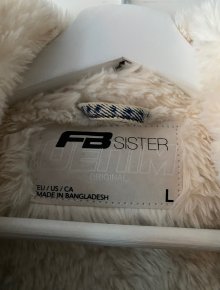 FB SISTER
DENIM
ORIGINAL
EU / US / CA
MADE IN BANGLADESH
L